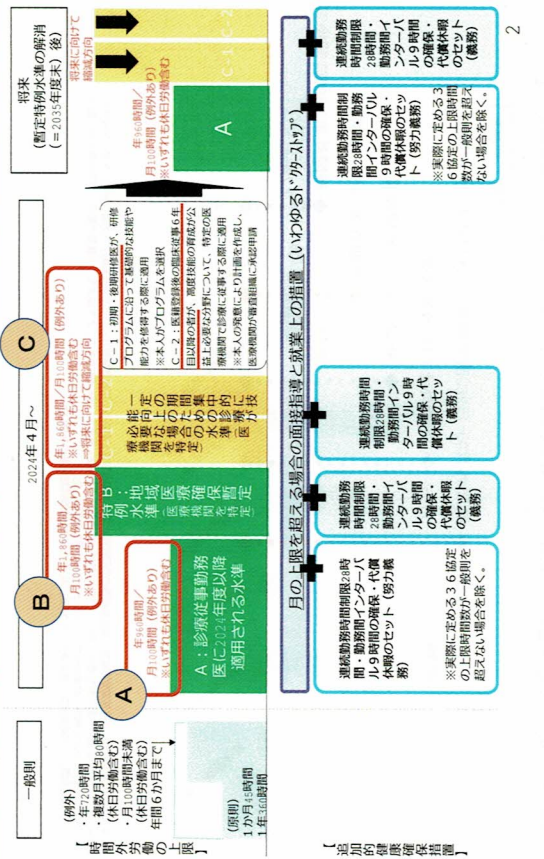 一般則
2024年4月~
将来
(暫定特例水準の解消
(=2035年度末)後)
【時間外労働の上限】
(例外)
・年720時間
・複数月平均80時間
(休日労働含む)
・月100時間未満
(休日労働含む)
年間6か月まで
(原則)
1か月45時間
1年360時間
A
年960時間/
月100時間(例外あり)
※いずれも休日労働含む
A:診療従事勤務
医に2024年度以降
適用される水準
B
年1,860時間/
月100時間(例外あり)
※いずれも休日労働含む
B:地域医療確保暫定
特例水準
(医療機関を特定)
C
年1,860時間/月100時間(例外あり)
※いずれも休日労働含む
⇒将来に向けて縮減方向
C-1
一定の期間集中的に技
能向上のための診療が
必要な場合の水準(医
療機関を特定)
C-1:初期・後期研修医が、研修
プログラムに沿って基礎的な技能や
能力を修得する際に適用
※本人がプログラムを選択
C-2:医籍登録後の臨床従事6年
目以降の者が、高度技能の育成が公
益上必要な分野について、特定の医
療機関で診療に従事する際に適用
※本人の発意により計画を作成し、
医療機関が審査組織に承認申請
年960時間/
月100時間(例外あり)
※いずれも休日労働含む
A
将来に向けて
縮減方向
C-1
C-2
月の上限を超える場合の面接指導と就業上の措置(いわゆるドクターストップ)
【追加的健康確保措置】
連続勤務時間制限28時
間・勤務間インターバ
ル9時間の確保・代償
休暇のセット(努力義
務)
※実際に定める36協定
の上限時間数が一般則を
超えない場合を除く。
連続勤務時間制
限28時間・勤務
間インターバル
9時間の確保・
代償休暇のセッ
ト(義務)
連続勤務時間
制限28時間・
勤務間イン
ターバル9時
間の確保・代
償休暇のセッ
ト(義務)
連続勤務時間制
限28時間・勤務
間インターバル
9時間の確保・
代償休暇のセッ
ト(努力義務)
※実際に定める3
6協定の上限時間
数が一般則を超え
ない場合を除く。
連続勤務時間制限
28時間・勤務間イ
ンターバル9時間
の確保・代償休暇
のセット(義務)
2